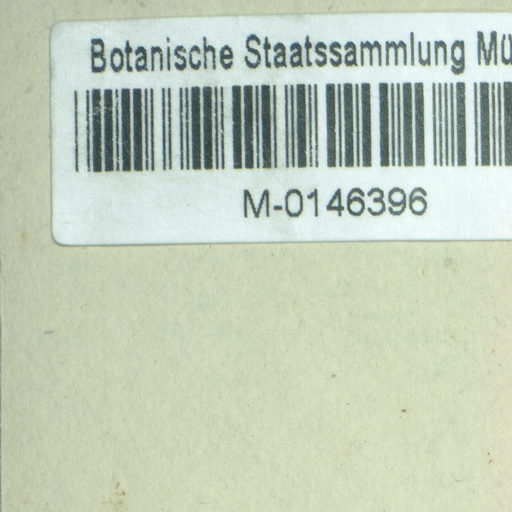 Botanische Staatssammlung Mü
M-0146396